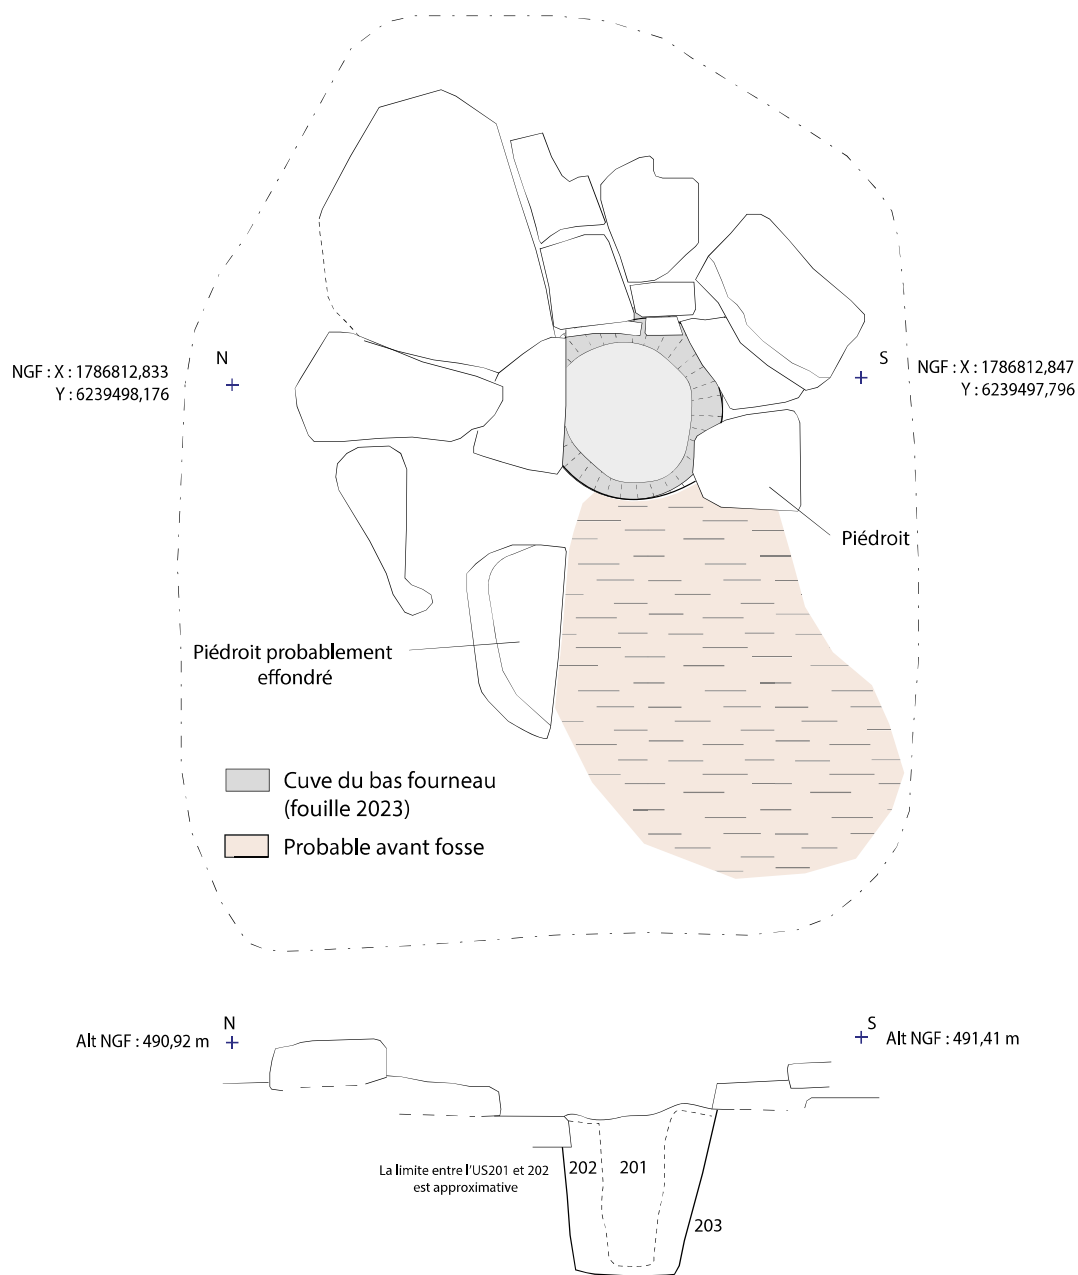 N
NGF : X : 1786812,833
Y : 6239498,176
S
NGF : X : 1786812,847
Y : 6239497,796
Piédroit
Piédroit probablement
effondré
Cuve du bas fourneau
(fouille 2023)
Probable avant fosse
N
Alt NGF : 490,92 m
S
Alt NGF : 491,41 m
La limite entre l'US201 et 202
est approximative
202
201
203